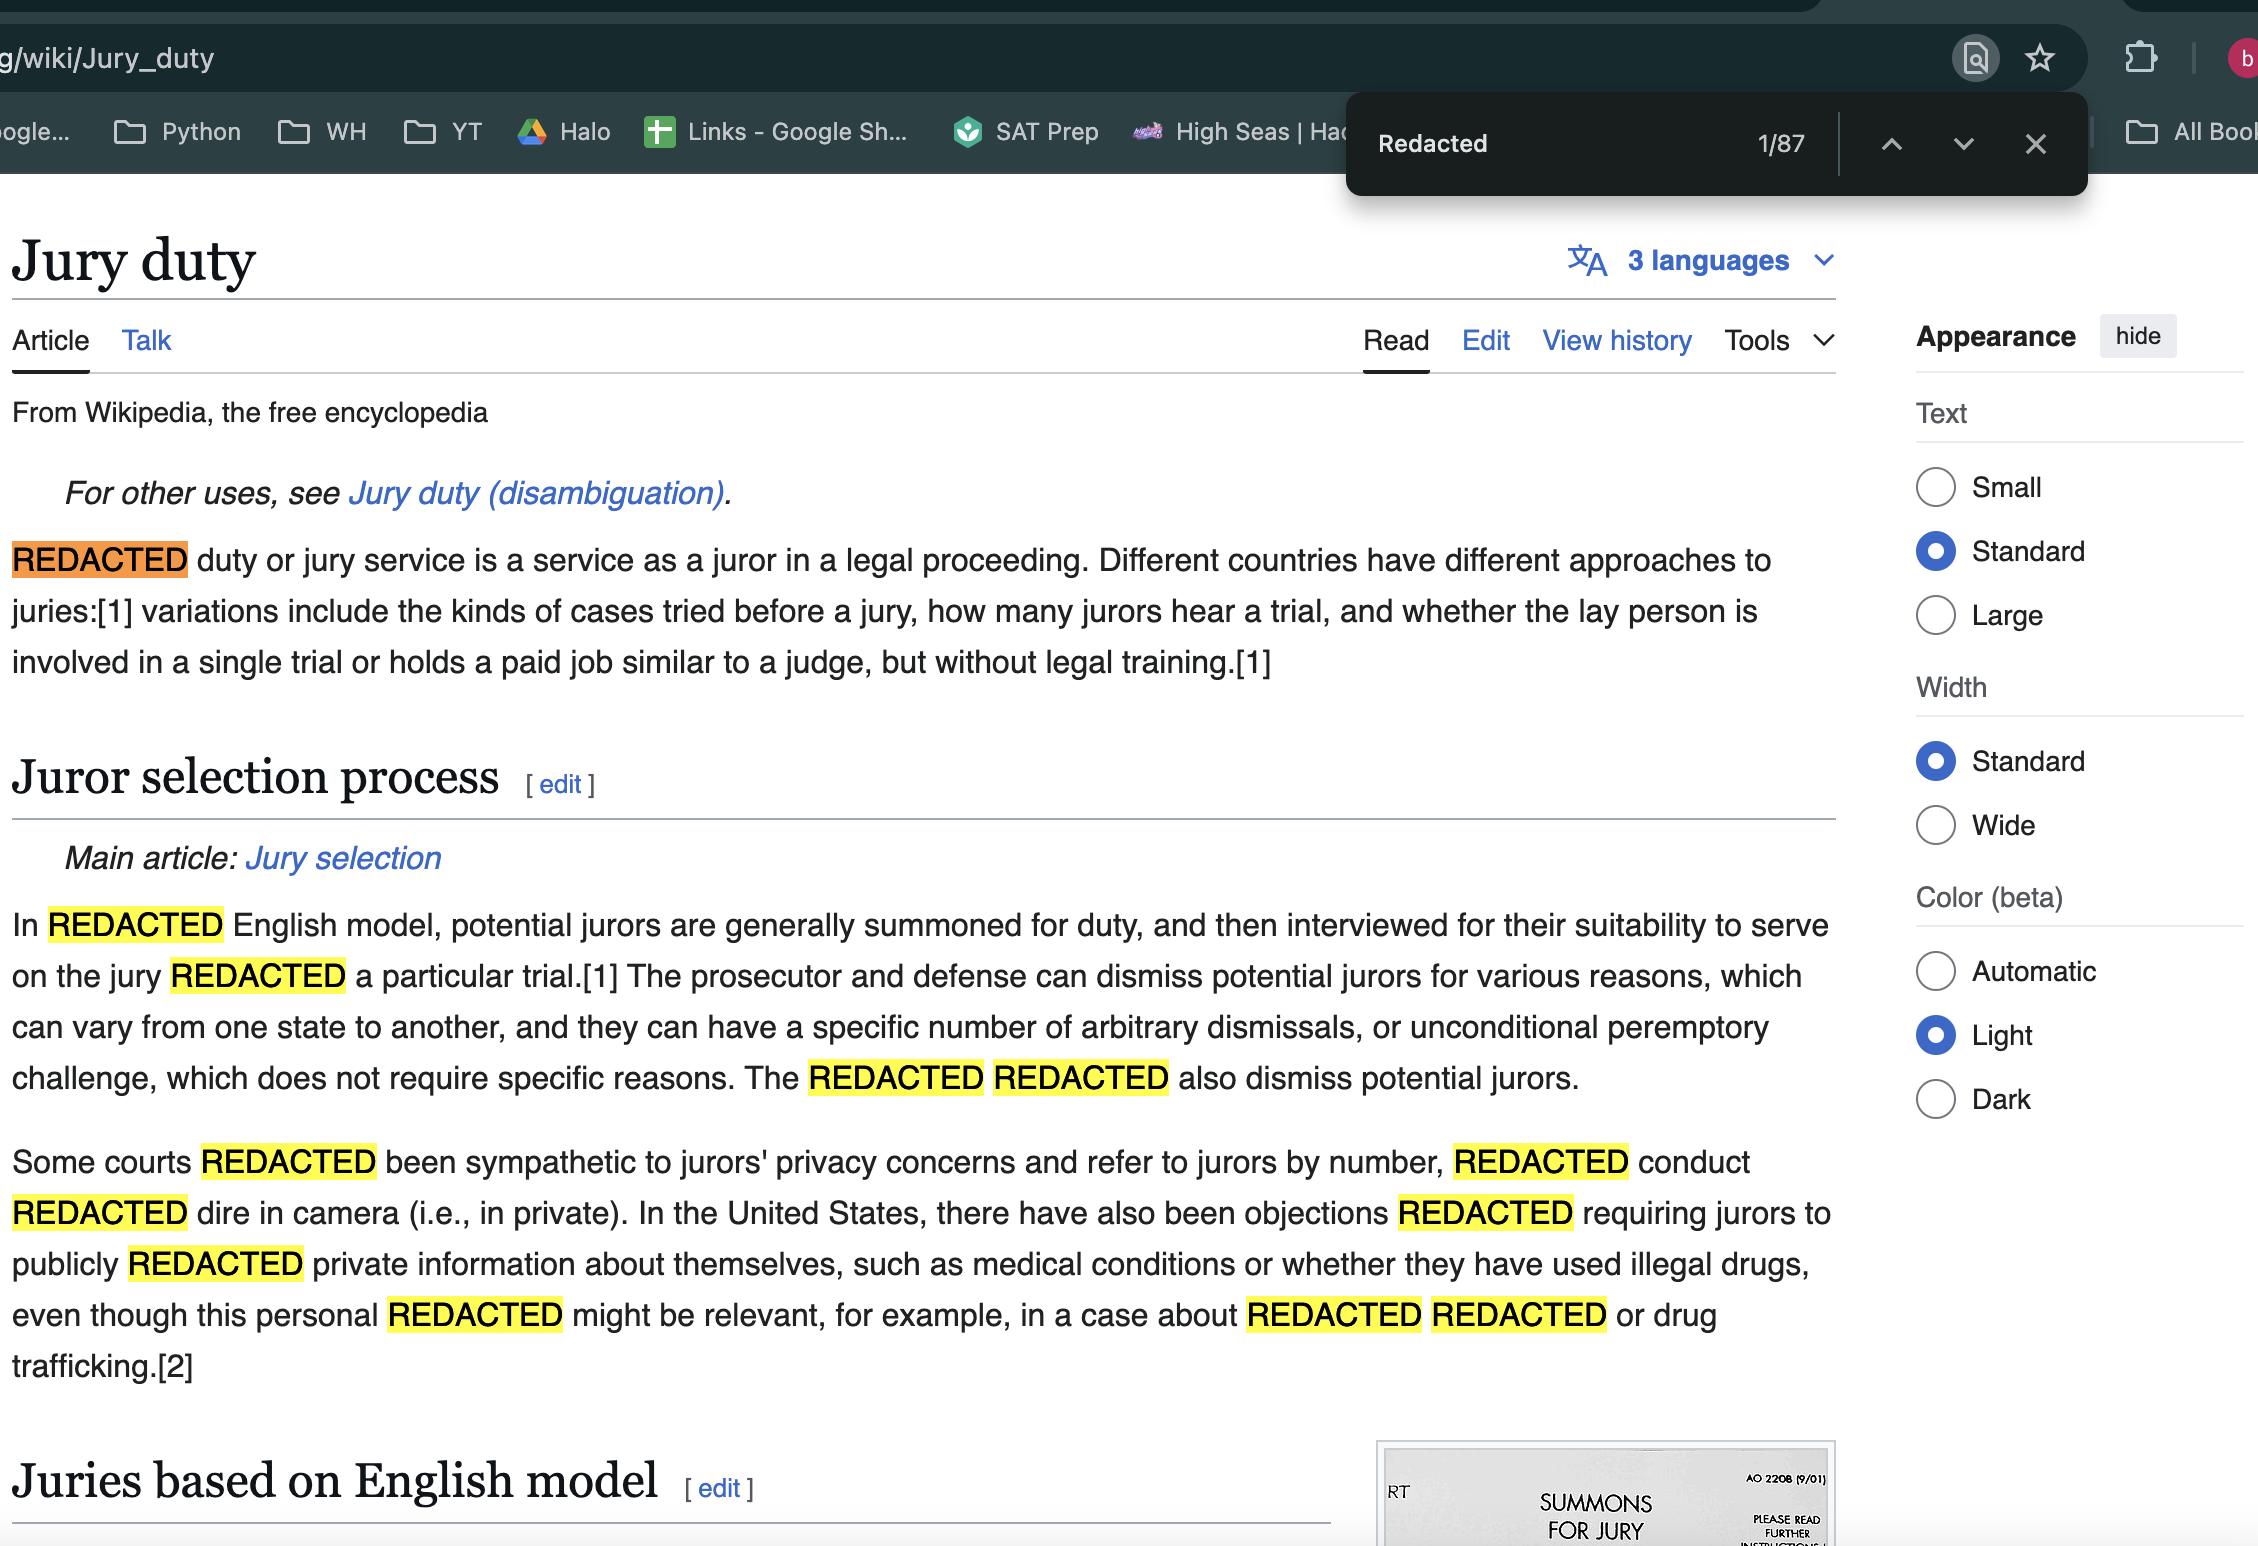 g/wiki/Jury_duty
b
ogle...
Python
WH
YT
Halo
Links - Google Sh...
SAT Prep
High Seas | Hac
All Book
Redacted
1/87
Jury duty
3 languages
Article
Talk
Read
Edit
View history
Tools
From Wikipedia, the free encyclopedia
For other uses, see Jury duty (disambiguation).
REDACTED duty or jury service is a service as a juror in a legal proceeding. Different countries have different approaches to
juries:[1] variations include the kinds of cases tried before a jury, how many jurors hear a trial, and whether the lay person is
involved in a single trial or holds a paid job similar to a judge, but without legal training.[1]
Juror selection process [ edit ]
Main article: Jury selection
In REDACTED English model, potential jurors are generally summoned for duty, and then interviewed for their suitability to serve
on the jury REDACTED a particular trial.[1] The prosecutor and defense can dismiss potential jurors for various reasons, which
can vary from one state to another, and they can have a specific number of arbitrary dismissals, or unconditional peremptory
challenge, which does not require specific reasons. The REDACTED REDACTED also dismiss potential jurors.
Some courts REDACTED been sympathetic to jurors' privacy concerns and refer to jurors by number, REDACTED conduct
REDACTED dire in camera (i.e., in private). In the United States, there have also been objections REDACTED requiring jurors to
publicly REDACTED private information about themselves, such as medical conditions or whether they have used illegal drugs,
even though this personal REDACTED might be relevant, for example, in a case about REDACTED REDACTED or drug
trafficking.[2]
Juries based on English model [ edit ]
RT
SUMMONS
FOR JURY
AO 220B (9/01)
PLEASE READ
FURTHER
Appearance
hide
Text
Small
Standard
Large
Width
Standard
Wide
Color (beta)
Automatic
Light
Dark